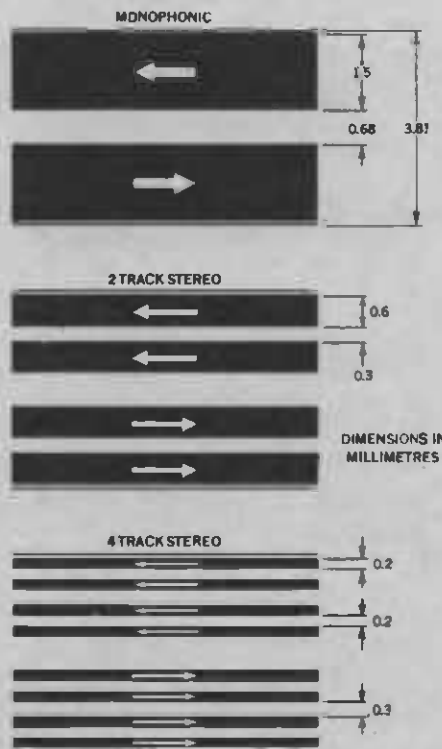 MONOPHONIC
1.5
0.68
3.81
2 TRACK STEREO
0.6
0.3
DIMENSIONS IN
MILLIMETRES
4 TRACK STEREO
0.2
0.2
0.3